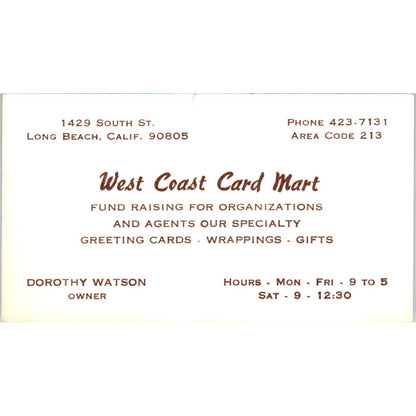 1429 South St.
Long Beach, Calif. 90805
Phone 423-7131
Area Code 213
West Coast Card Mart
Fund Raising for Organizations
and Agents Our Specialty
Greeting Cards - Wrappings - Gifts
Dorothy Watson
Owner
Hours - Mon - Fri - 9 to 5
Sat - 9 - 12:30